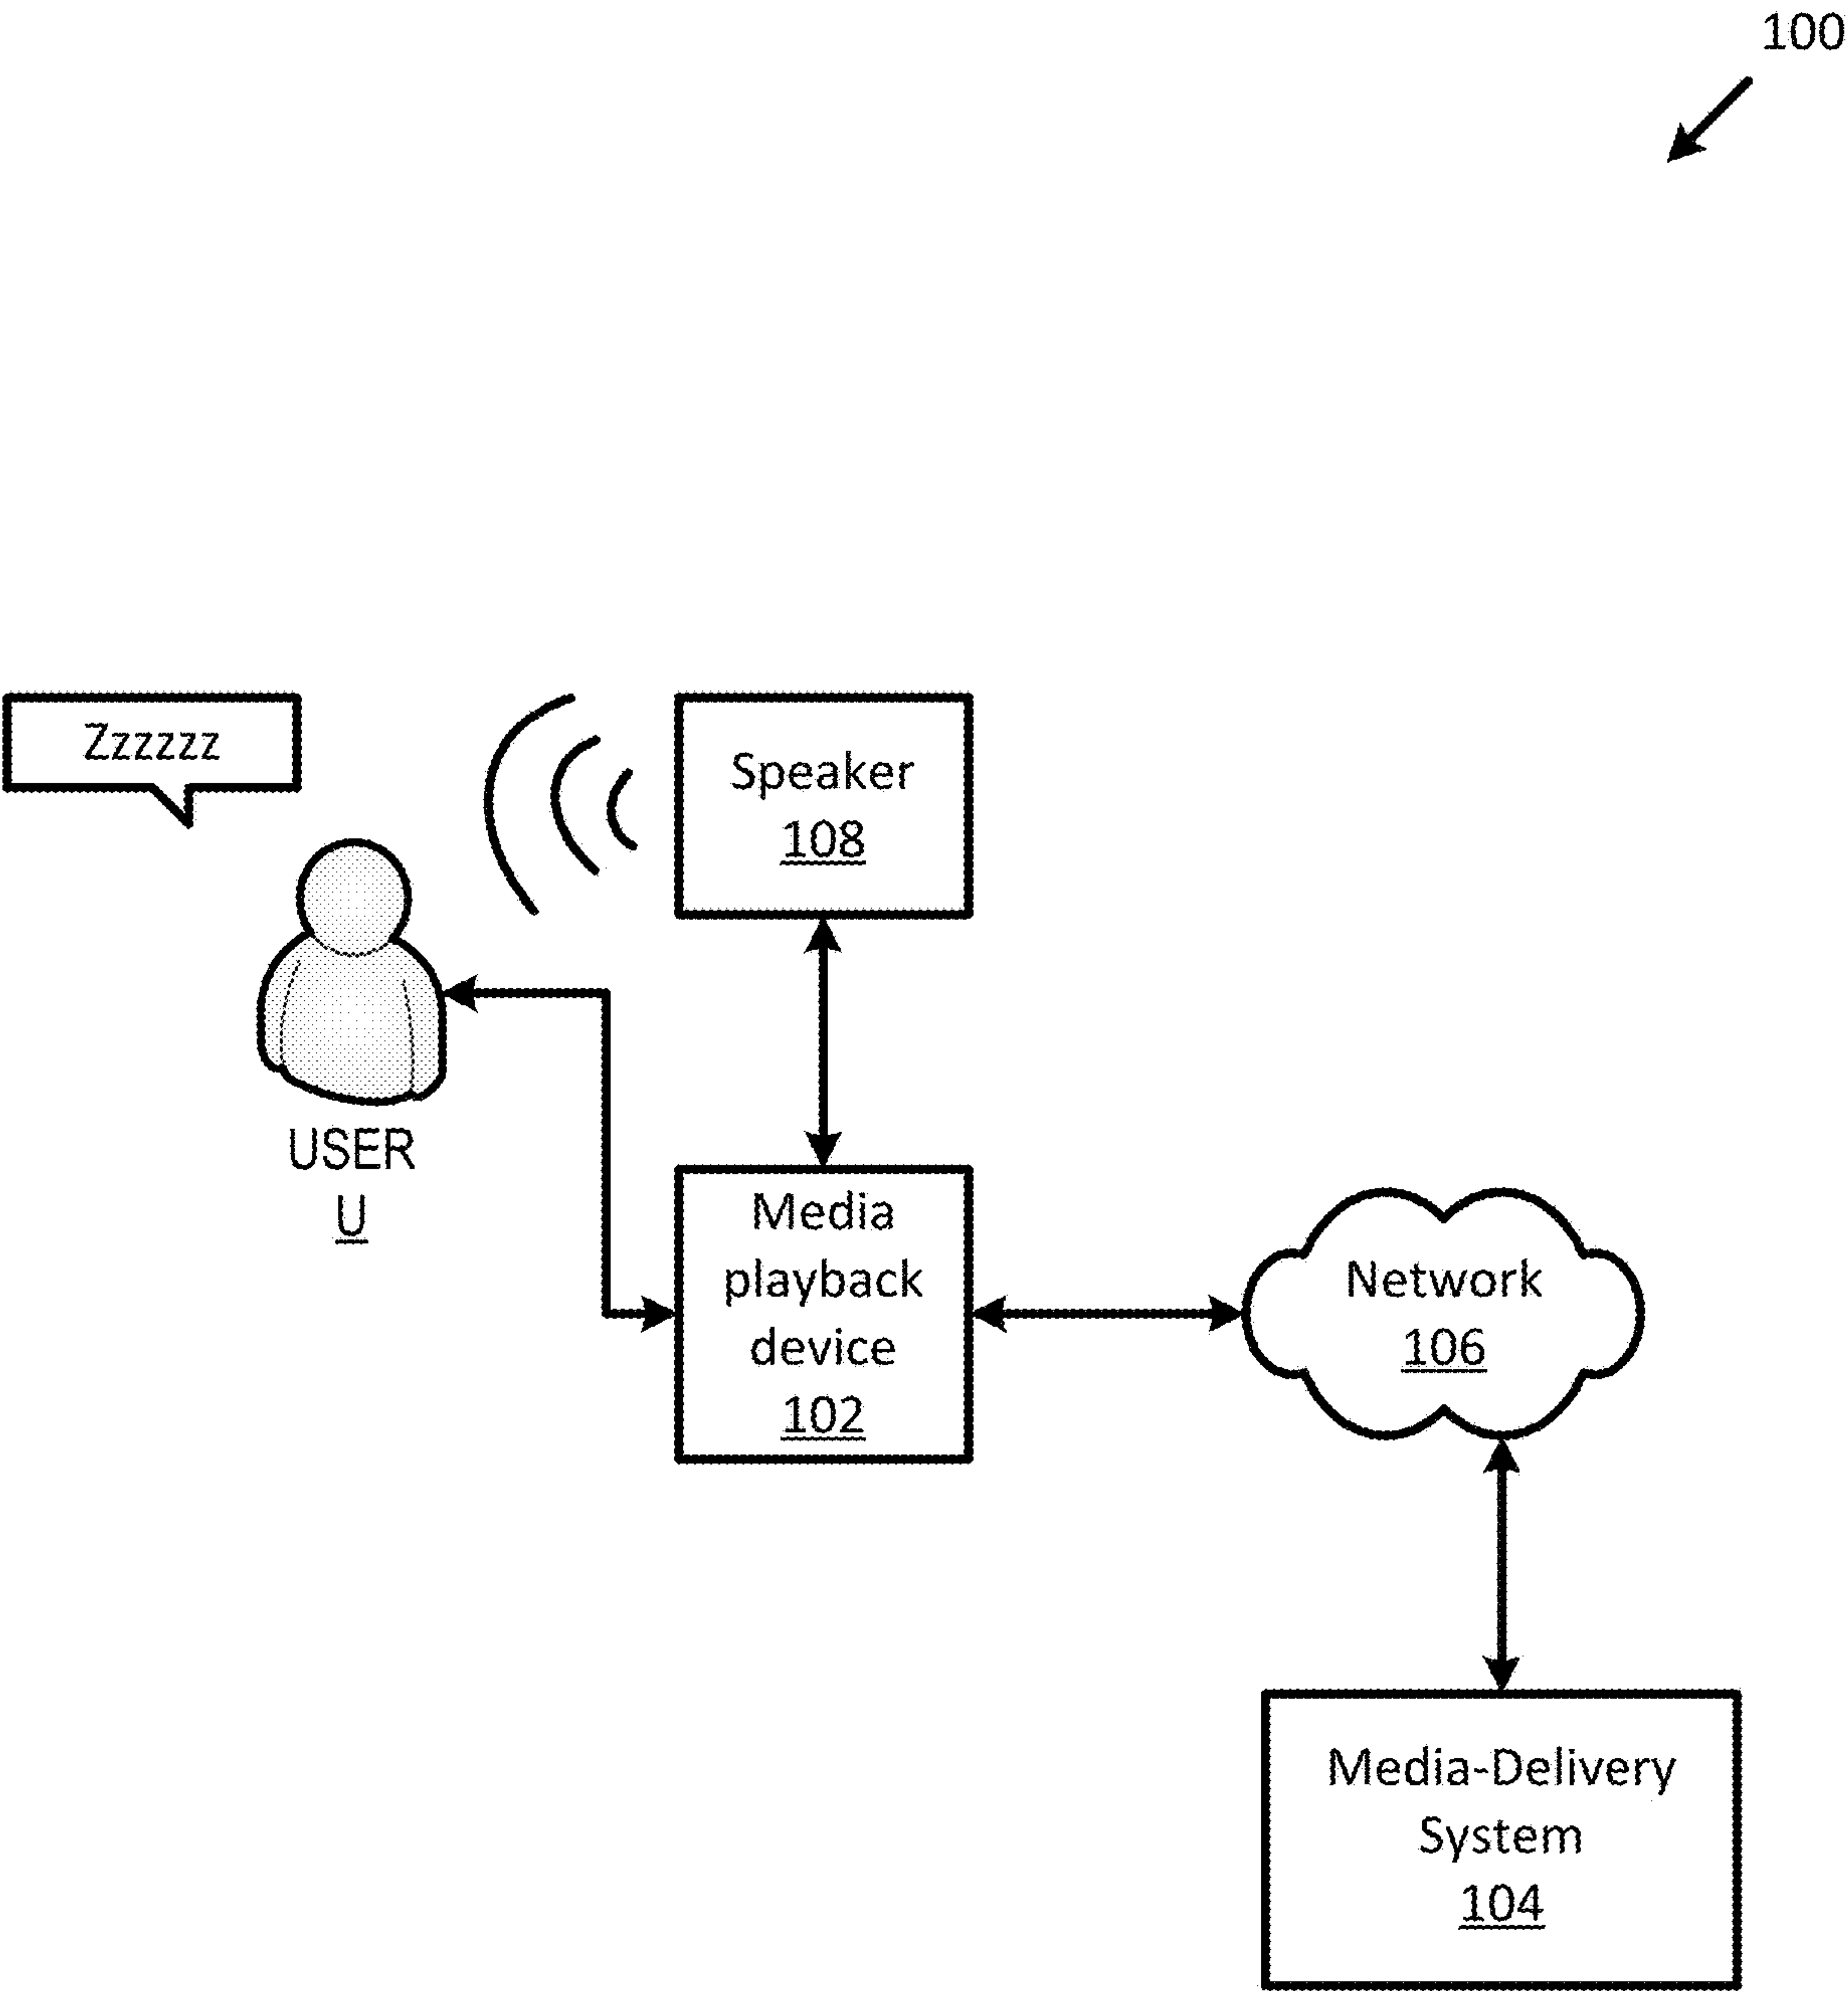 100
Zzzzzz
Speaker
108
USER
U
Media
playback
device
102
Network
106
Media-Delivery
System
104